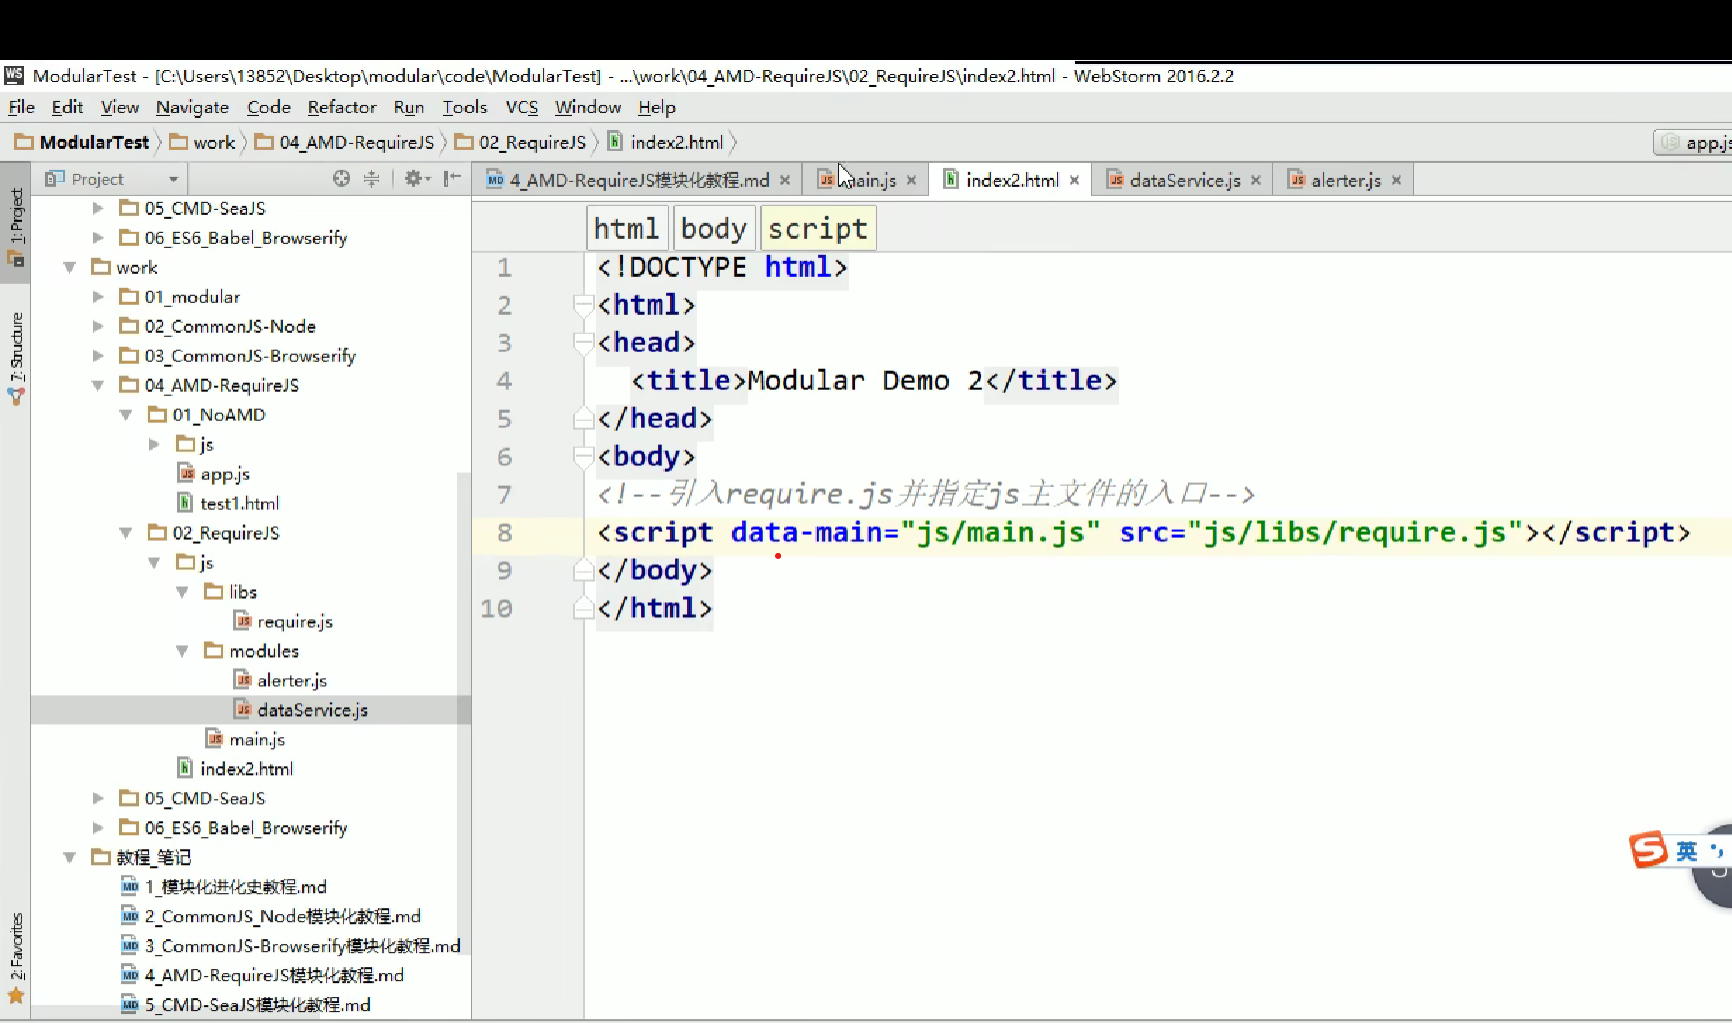 WS ModularTest - [C:\Users\13852\Desktop\modular\code\ModularTest] - ...\work\04_AMD-RequireJS\02_RequireJS\index2.html - WebStorm 2016.2.2
File Edit View Navigate Code Refactor Run Tools VCS Window Help
ModularTest work 04_AMD-RequireJS 02_RequireJS index2.html
app.js
Project
4_AMD-RequireJS模块化教程.md main.js index2.html dataService.js alerter.js
1: Project
7: Structure
2: Favorites
05_CMD-SeaJS
06_ES6_Babel_Browserify
work
01_modular
02_CommonJS-Node
03_CommonJS-Browserify
04_AMD-RequireJS
01_NoAMD
js
app.js
test1.html
02_RequireJS
js
libs
require.js
modules
alerter.js
dataService.js
main.js
index2.html
05_CMD-SeaJS
06_ES6_Babel_Browserify
教程_笔记
1_模块化进化史教程.md
2_CommonJS_Node模块化教程.md
3_CommonJS-Browserify模块化教程.md
4_AMD-RequireJS模块化教程.md
5_CMD-SeaJS模块化教程.md
html body script
1 <!DOCTYPE html>
2 <html>
3 <head>
4 <title>Modular Demo 2</title>
5 </head>
6 <body>
7 <!--引入require.js并指定js主文件的入口-->
8 <script data-main="js/main.js" src="js/libs/require.js"></script>
9 </body>
10 </html>
英